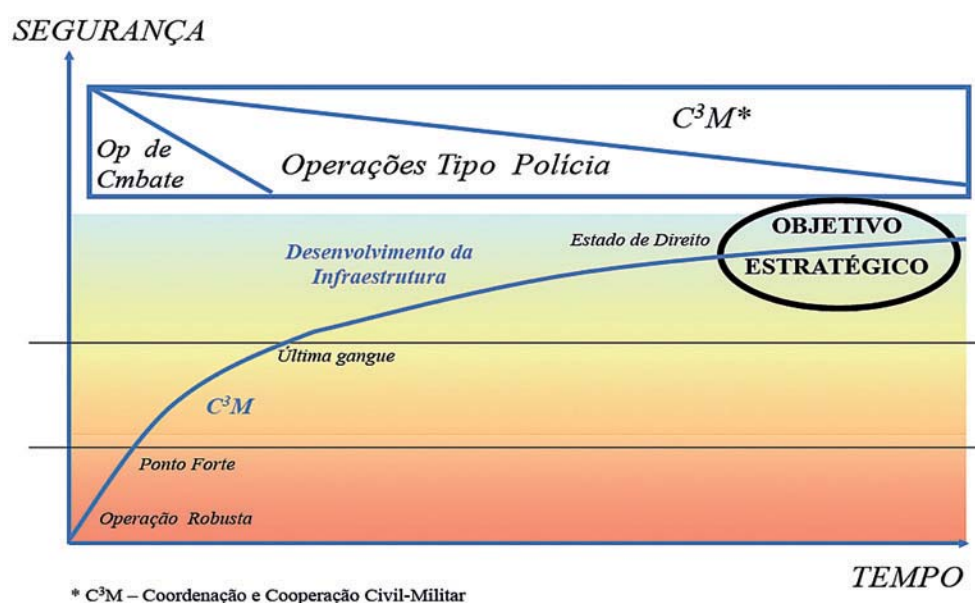 SEGURANÇA
C³M*
Op de
Cmbate
Operações Tipo Polícia
OBJETIVO
ESTRATÉGICO
Estado de Direito
Desenvolvimento da
Infraestrutura
Última gangue
C³M
Ponto Forte
Operação Robusta
TEMPO
* C³M – Coordenação e Cooperação Civil-Militar